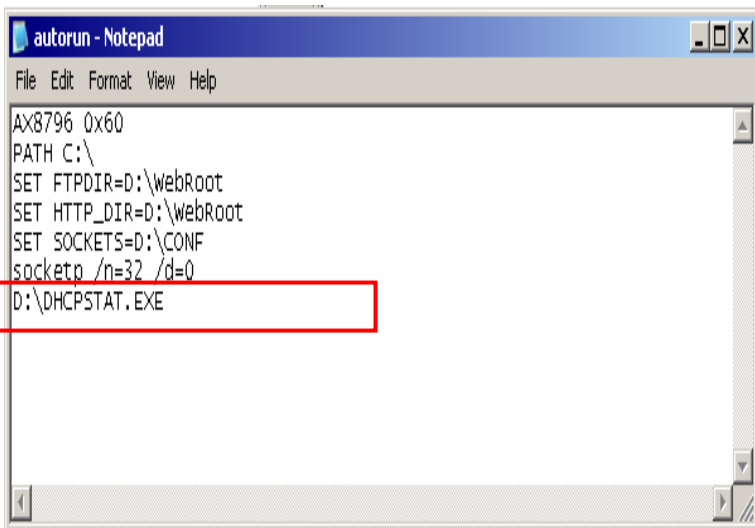 autorun - Notepad
File Edit Format View Help
AX8796 0x60
PATH C:\
SET FTPDIR=D:\WebRoot
SET HTTP_DIR=D:\WebRoot
SET SOCKETS=D:\CONF
socketp /n=32 /d=0
D:\DHCPSTAT.EXE